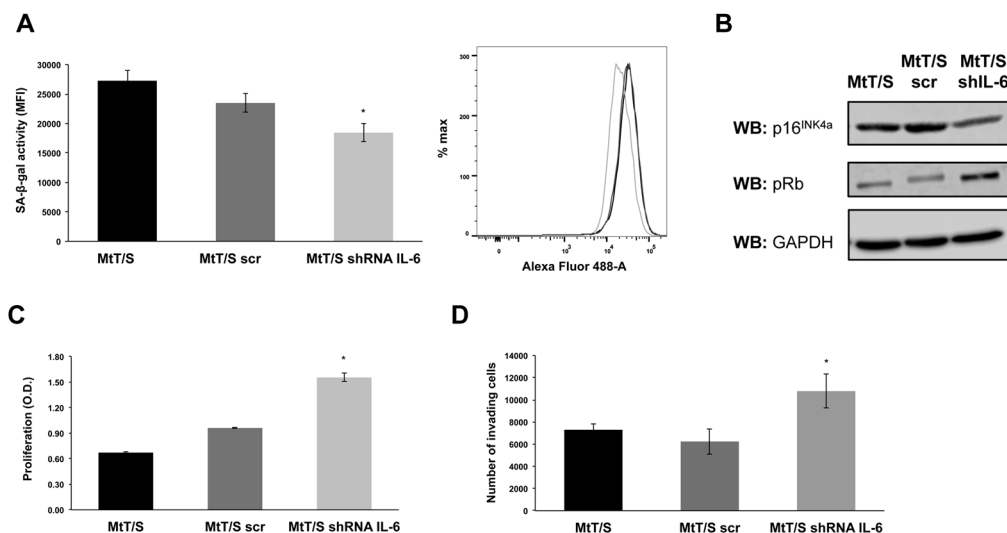 A
SA-β-gal activity (MFI)
30000
25000
20000
15000
10000
5000
0
*
MtT/S
MtT/S scr
MtT/S shRNA IL-6
% max
300
200
100
0
0
10³
10⁴
10⁵
Alexa Fluor 488-A
B
MtT/S
MtT/S scr
MtT/S shIL-6
WB: p16INK4a
WB: pRb
WB: GAPDH
C
Proliferation (O.D.)
1.80
1.50
1.20
0.90
0.60
0.30
0.00
*
MtT/S
MtT/S scr
MtT/S shRNA IL-6
D
Number of invading cells
14000
12000
10000
8000
6000
4000
2000
0
*
MtT/S
MtT/S scr
MtT/S shRNA IL-6